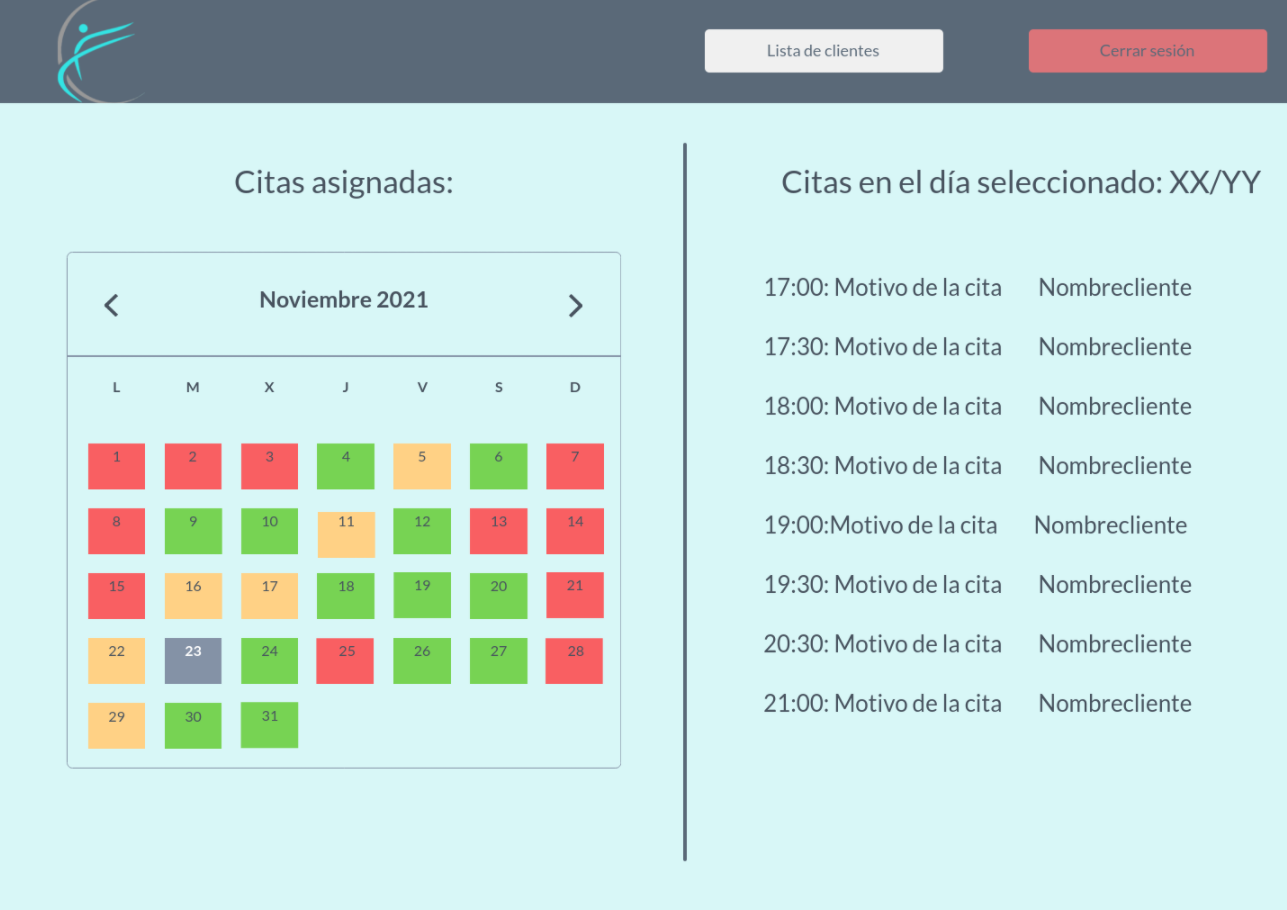 Lista de clientes
Cerrar sesión
Citas asignadas:
Noviembre 2021
L M X J V S D
1 2 3 4 5 6 7
8 9 10 11 12 13 14
15 16 17 18 19 20 21
22 23 24 25 26 27 28
29 30 31
Citas en el día seleccionado: XX/YY
17:00: Motivo de la cita Nombrecliente
17:30: Motivo de la cita Nombrecliente
18:00: Motivo de la cita Nombrecliente
18:30: Motivo de la cita Nombrecliente
19:00:Motivo de la cita Nombrecliente
19:30: Motivo de la cita Nombrecliente
20:30: Motivo de la cita Nombrecliente
21:00: Motivo de la cita Nombrecliente